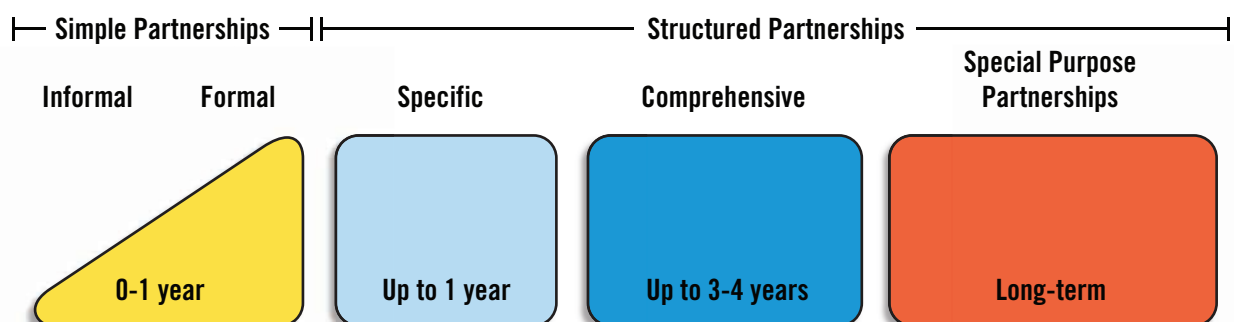 Simple Partnerships
Structured Partnerships
Informal
Formal
Specific
Comprehensive
Special Purpose
Partnerships
0-1 year
Up to 1 year
Up to 3-4 years
Long-term